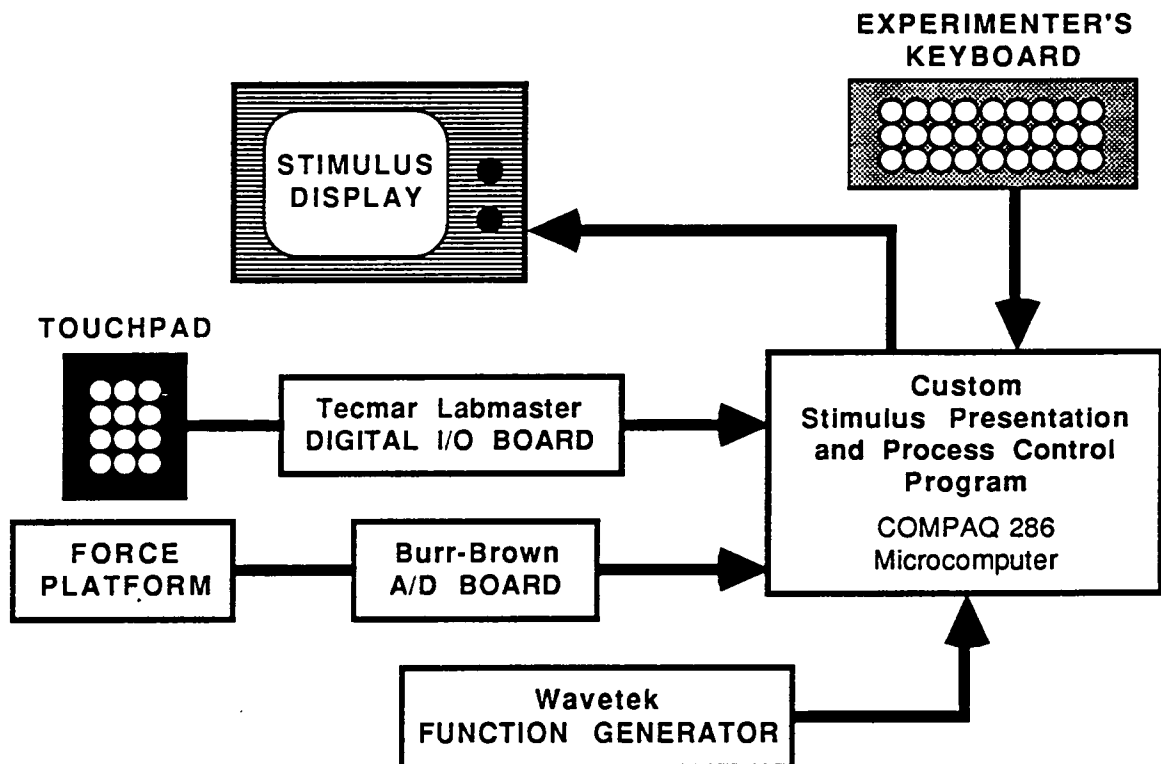 EXPERIMENTER'S
KEYBOARD
STIMULUS
DISPLAY
TOUCHPAD
Tecmar Labmaster
DIGITAL I/O BOARD
Custom
Stimulus Presentation
and Process Control
Program
COMPAQ 286
Microcomputer
FORCE
PLATFORM
Burr-Brown
A/D BOARD
Wavetek
FUNCTION GENERATOR